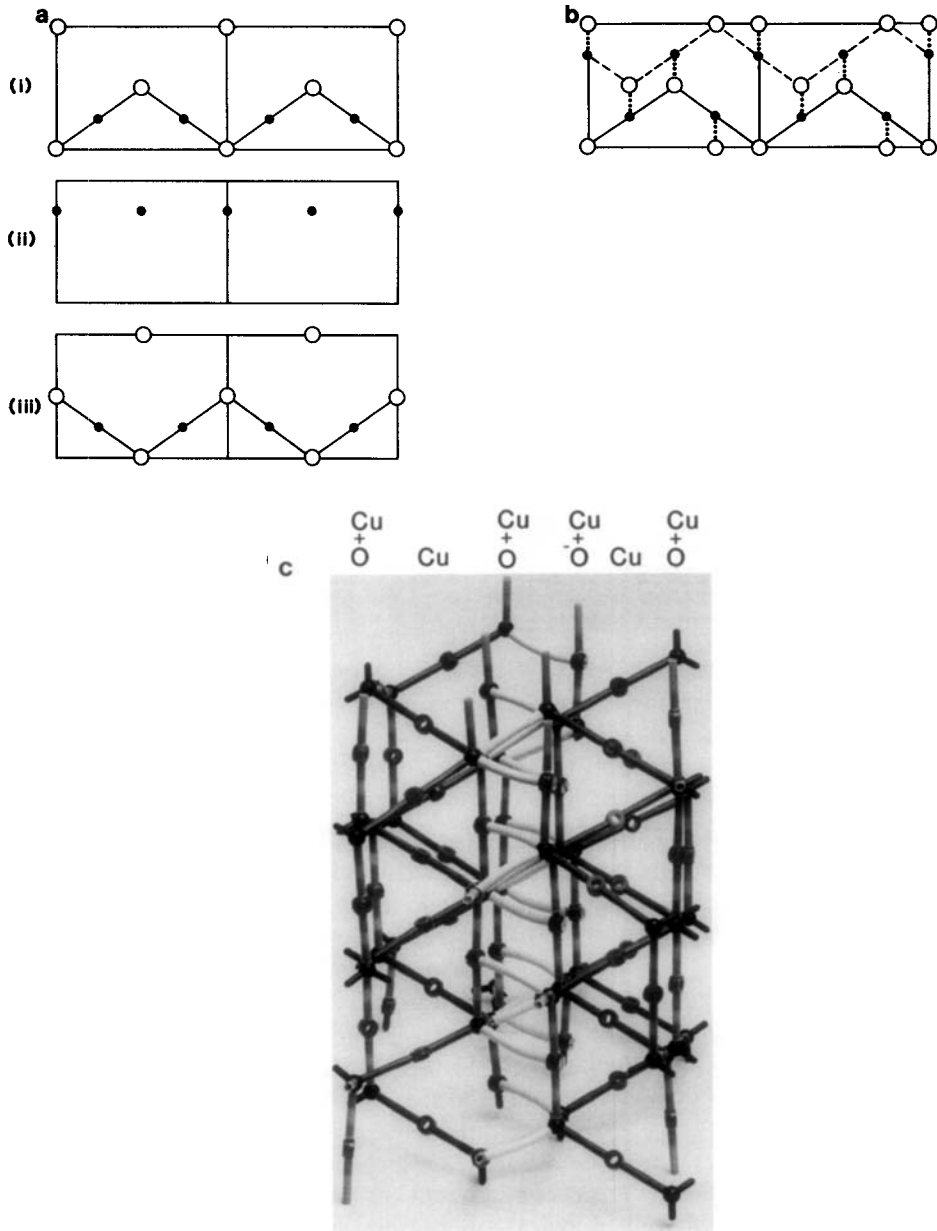 a
b
(i)
(ii)
(iii)
c
Cu + O
Cu
Cu + O
Cu + -O
Cu
Cu + O